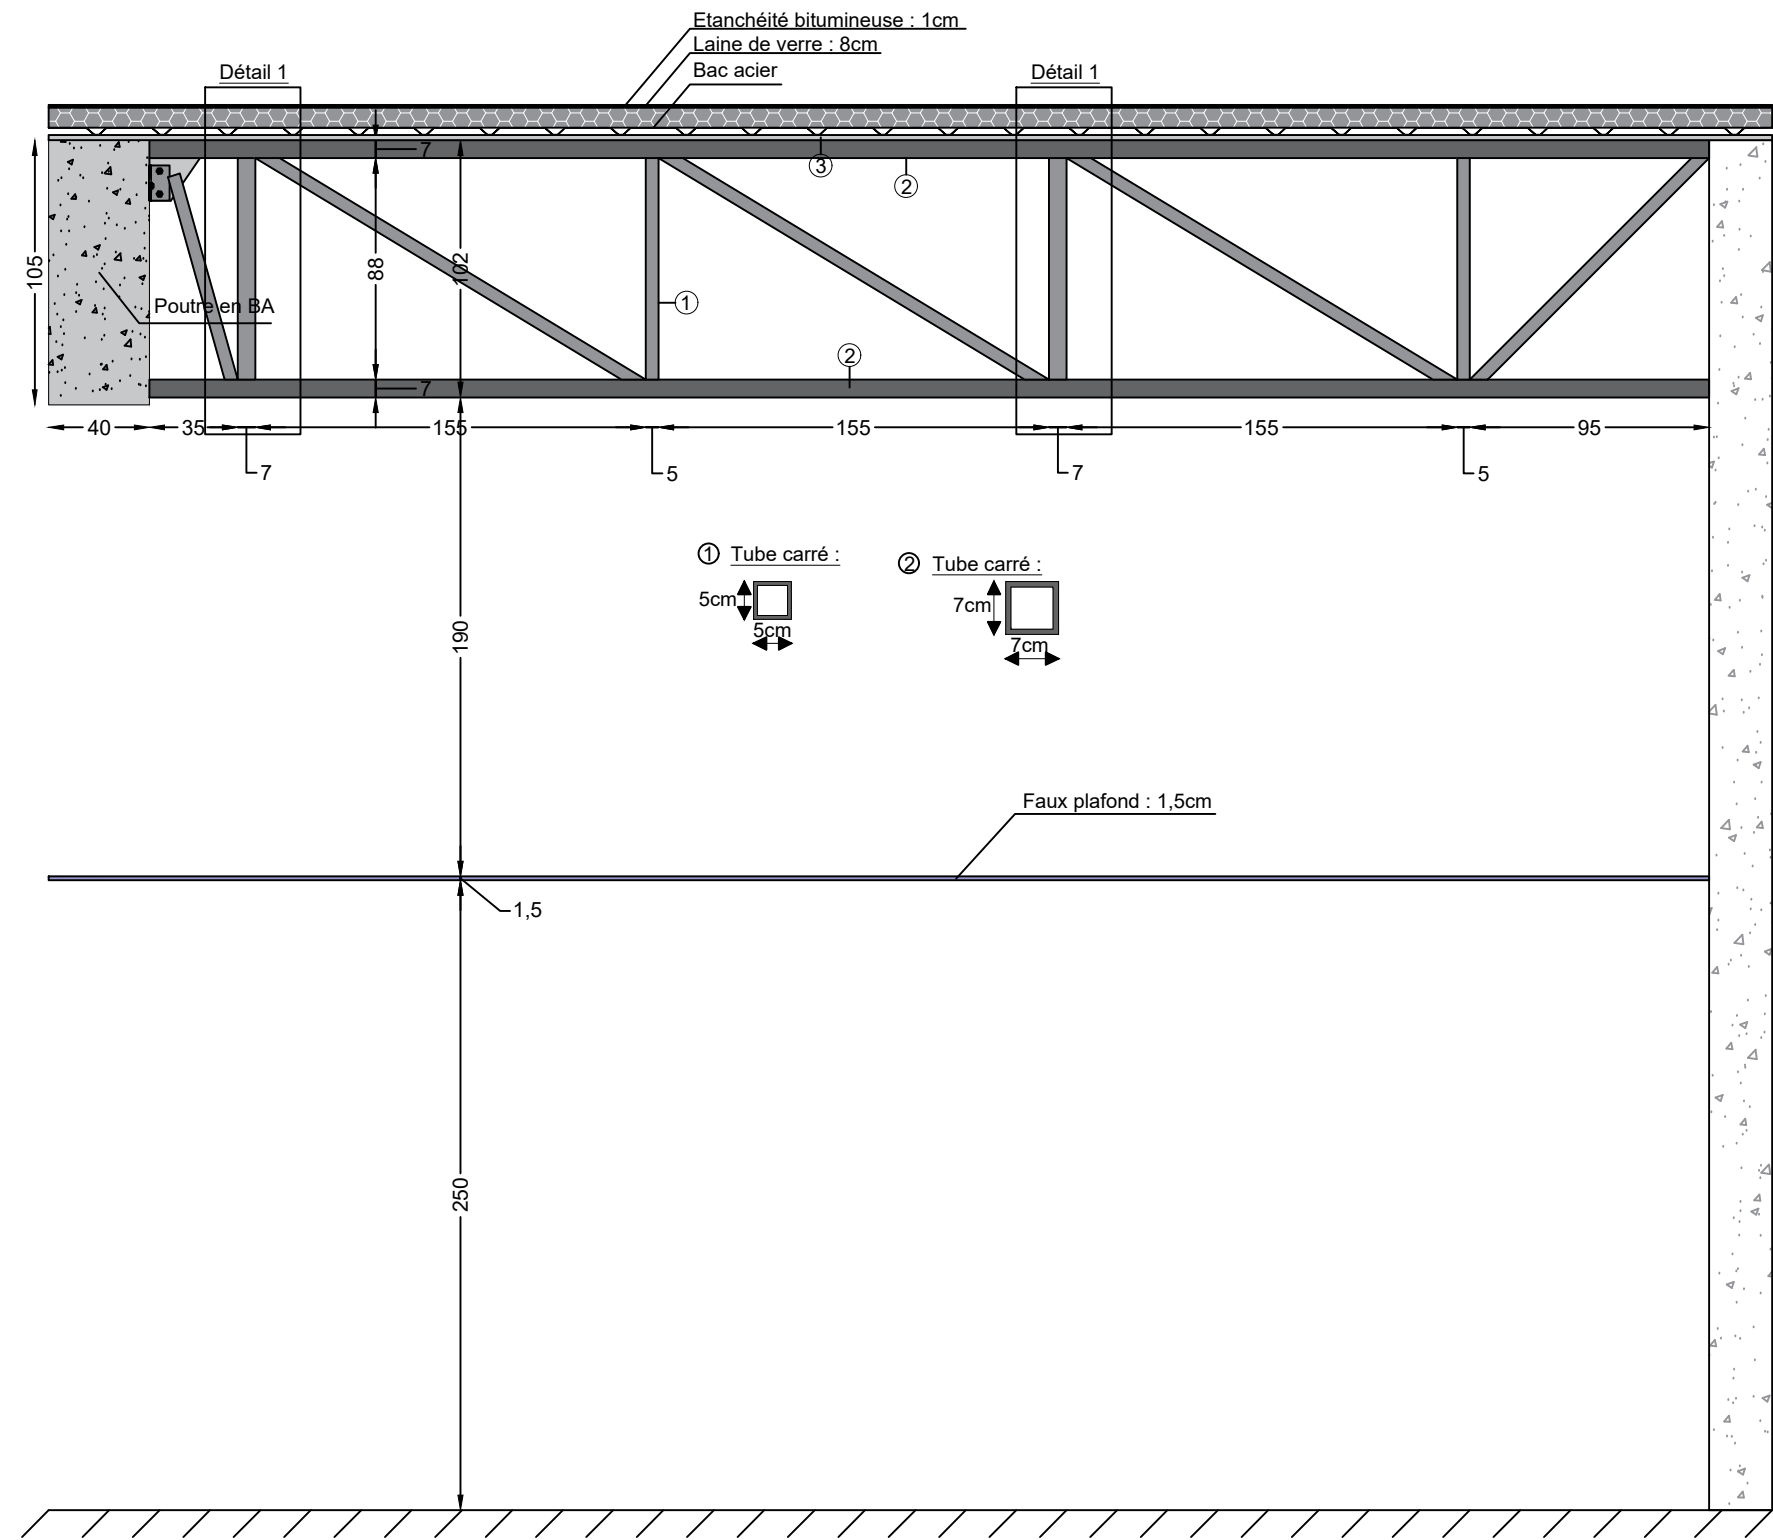 Etanchéité bitumineuse : 1cm
Laine de verre : 8cm
Bac acier
Détail 1
Détail 1
7
3
2
105
88
102
1
Poutre en BA
2
7
40
35
155
155
155
95
7
5
7
5
1 Tube carré :
2 Tube carré :
5cm
5cm
7cm
7cm
190
Faux plafond : 1,5cm
1,5
250